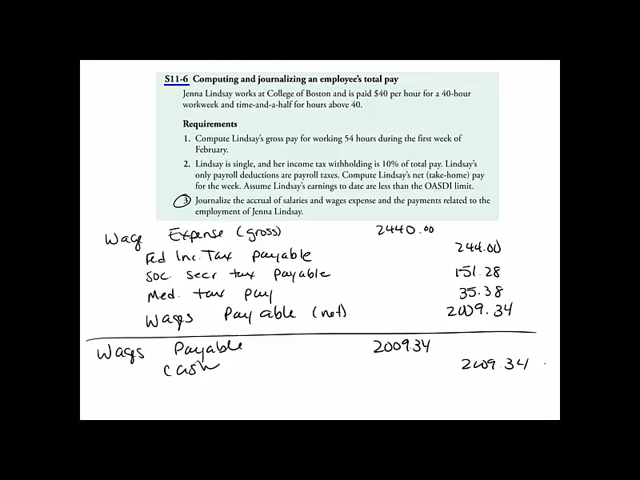 S11-6 Computing and journalizing an employee's total pay
Jenna Lindsay works at College of Boston and is paid $40 per hour for a 40-hour
workweek and time-and-a-half for hours above 40.
Requirements
1. Compute Lindsay's gross pay for working 54 hours during the first week of
February.
2. Lindsay is single, and her income tax withholding is 10% of total pay. Lindsay's
only payroll deductions are payroll taxes. Compute Lindsay's net (take-home) pay
for the week. Assume Lindsay's earnings to date are less than the OASDI limit.
3. Journalize the accrual of salaries and wages expense and the payments related to the
employment of Jenna Lindsay.
Wag Expense (gross) 2440.00
Fed Inc. Tax payable 244.00
Soc. Secr tax payable 151.28
Med. tax pay 35.38
Wages Payable (net) 2009.34
Wages Payable 2009.34
Cash 2009.34